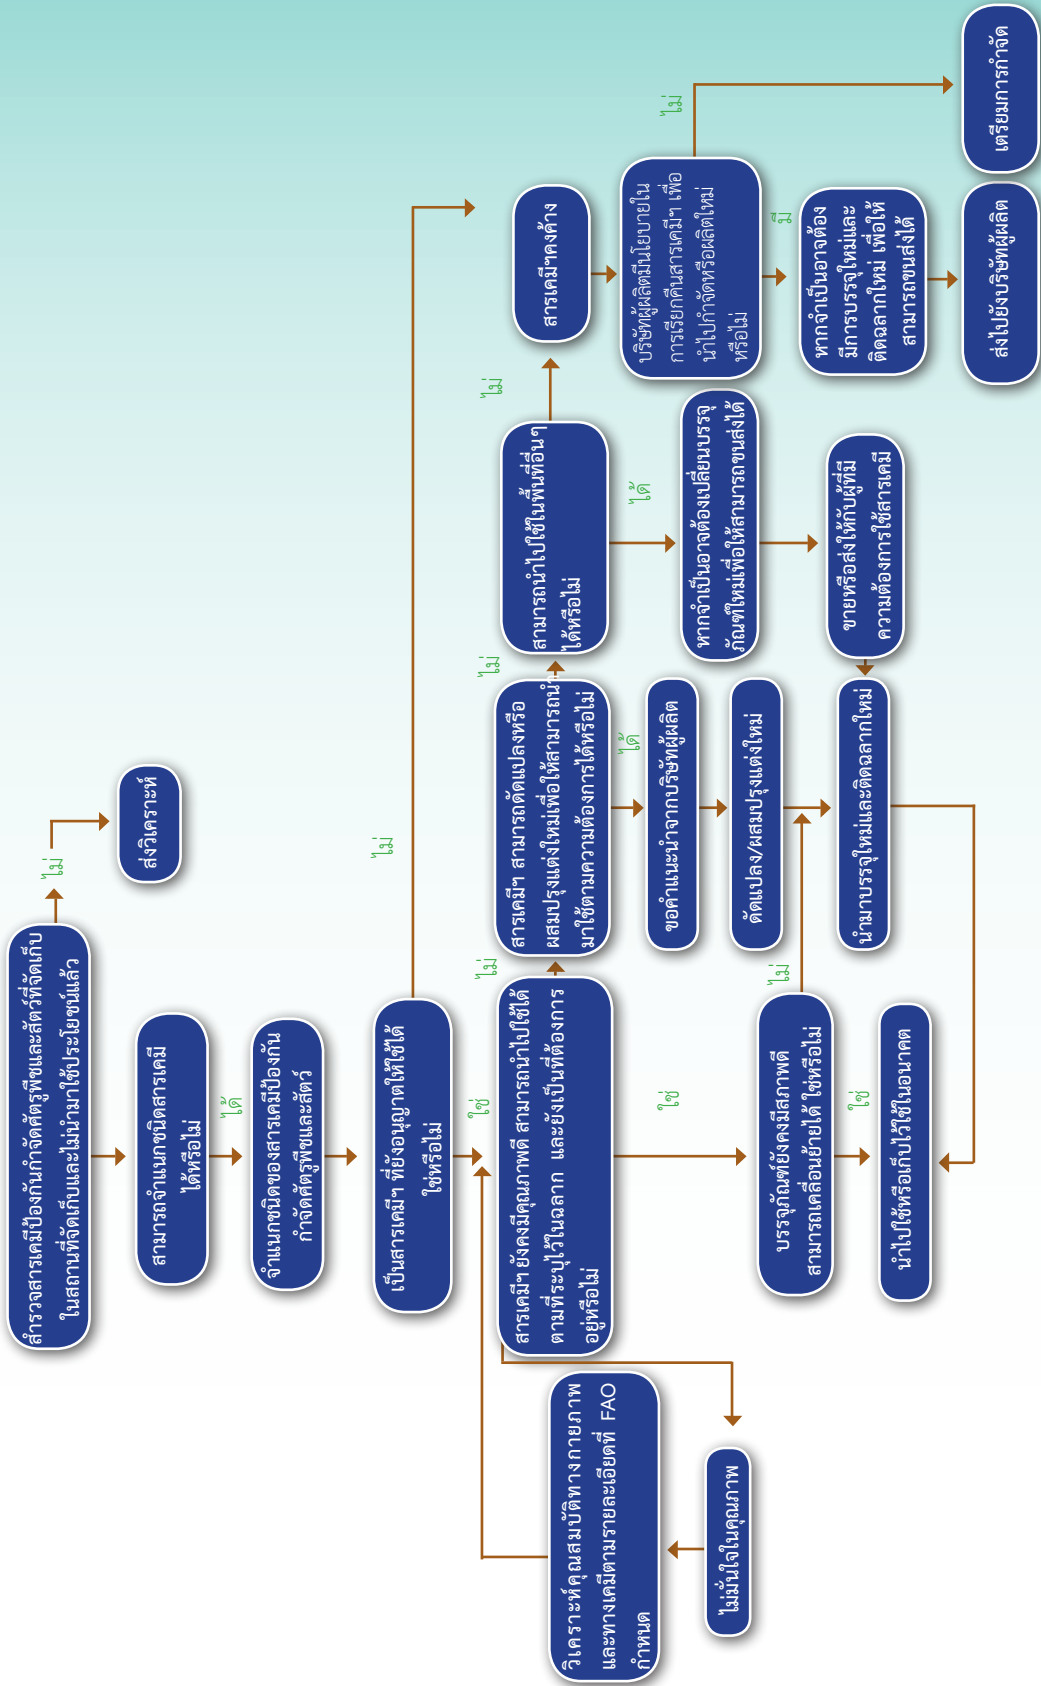 สำรวจสารเคมีป้องกันกำจัดศัตรูพืชและสัตว์ที่จัดเก็บ
ในสถานที่จัดเก็บและไม่นำมาใช้ประโยชน์แล้ว
ไม่
ส่งวิเคราะห์
สามารถจำแนกชนิดสารเคมี
ได้หรือไม่
ได้
จำแนกชนิดของสารเคมีป้องกัน
กำจัดศัตรูพืชและสัตว์
เป็นสารเคมีฯ ที่ยังอนุญาตให้ใช้ได้
ใช่หรือไม่
ไม่
ใช่
สารเคมีฯ ยังคงมีคุณภาพดี สามารถนำไปใช้ได้
ตามที่ระบุไว้ในฉลาก และยังเป็นที่ต้องการ
อยู่หรือไม่
ไม่
สารเคมีฯ สามารถดัดแปลงหรือ
ผสมปรุงแต่งใหม่เพื่อให้สามารถนำ
มาใช้ตามความต้องการได้หรือไม่
ไม่
สามารถนำไปใช้ในพื้นที่อื่นๆ
ได้หรือไม่
ไม่
สารเคมีฯคงค้าง
วิเคราะห์คุณสมบัติทางกายภาพ
และทางเคมีตามรายละเอียดที่ FAO
กำหนด
ไม่มั่นใจในคุณภาพ
ใช่
ได้
ขอคำแนะนำจากบริษัทผู้ผลิต
ดัดแปลง/ผสมปรุงแต่งใหม่
ได้
หากจำเป็นอาจต้องเปลี่ยนบรรจุ
ภัณฑ์ใหม่เพื่อให้สามารถขนส่งได้
บริษัทผู้ผลิตมีนโยบายใน
การเรียกคืนสารเคมีฯ เพื่อ
นำไปกำจัดหรือผลิตใหม่
หรือไม่
ไม่
มี
บรรจุภัณฑ์ยังคงมีสภาพดี
สามารถเคลื่อนย้ายได้ ใช่หรือไม่
ไม่
ใช่
นำมาบรรจุใหม่และติดฉลากใหม่
ขายหรือส่งให้กับผู้ที่มี
ความต้องการใช้สารเคมี
หากจำเป็นอาจต้อง
มีการบรรจุใหม่และ
ติดฉลากใหม่ เพื่อให้
สามารถขนส่งได้
นำไปใช้หรือเก็บไว้ใช้ในอนาคต
ส่งไปยังบริษัทผู้ผลิต
เตรียมการกำจัด